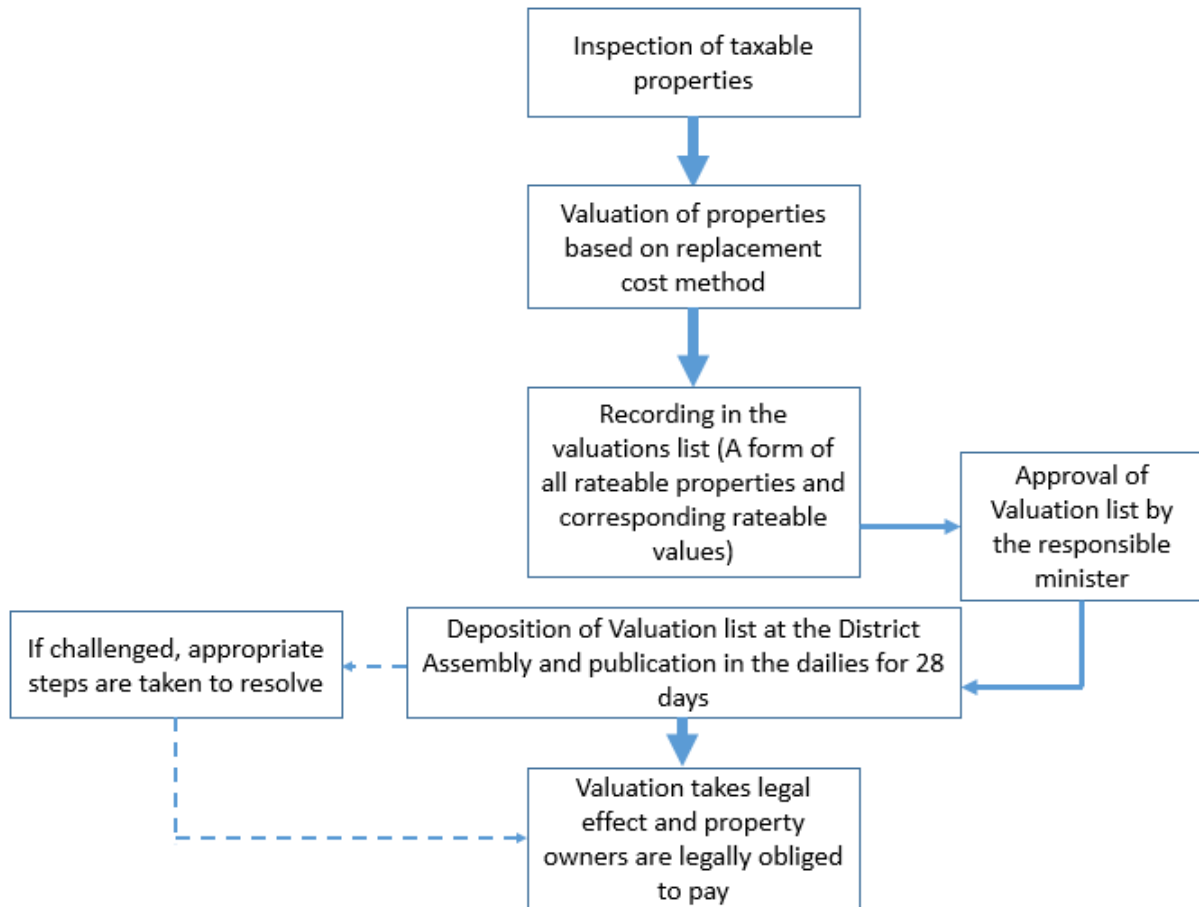 Inspection of taxable
properties
Valuation of properties
based on replacement
cost method
Recording in the
valuations list (A form of
all rateable properties and
corresponding rateable
values)
Approval of
Valuation list by
the responsible
minister
Deposition of Valuation list at the District
Assembly and publication in the dailies for 28
days
If challenged, appropriate
steps are taken to resolve
Valuation takes legal
effect and property
owners are legally obliged
to pay